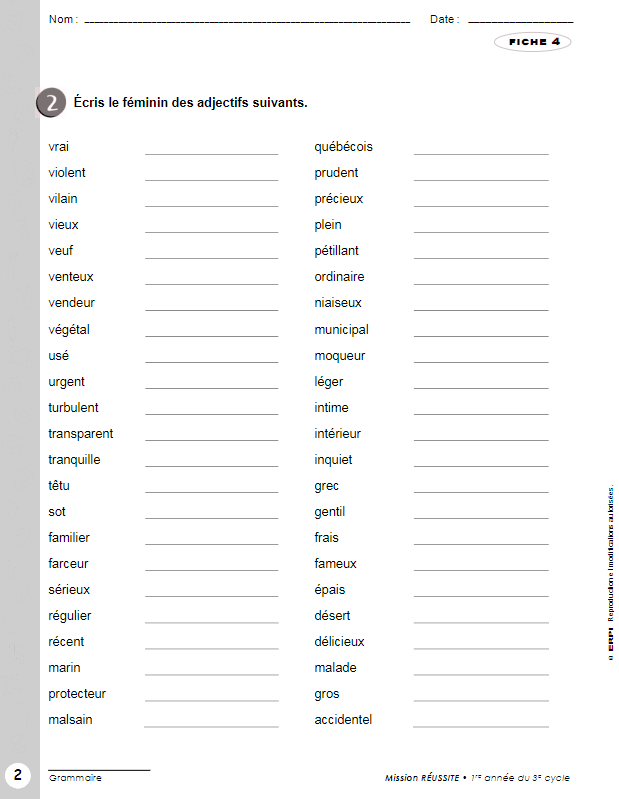 Nom : Date :
FICHE 4
2 Écris le féminin des adjectifs suivants.
vrai québécois
violent prudent
vilain précieux
vieux plein
veuf pétillant
venteux ordinaire
vendeur niaiseux
végétal municipal
usé moqueur
urgent léger
turbulent intime
transparent intérieur
tranquille inquiet
têtu grec
sot gentil
familier frais
farceur fameux
sérieux épais
régulier désert
récent délicieux
marin malade
protecteur gros
malsain accidentel
© ERPI Reproduction et modifications autorisées.
2 Grammaire Mission RÉUSSITE • 1re année du 3e cycle